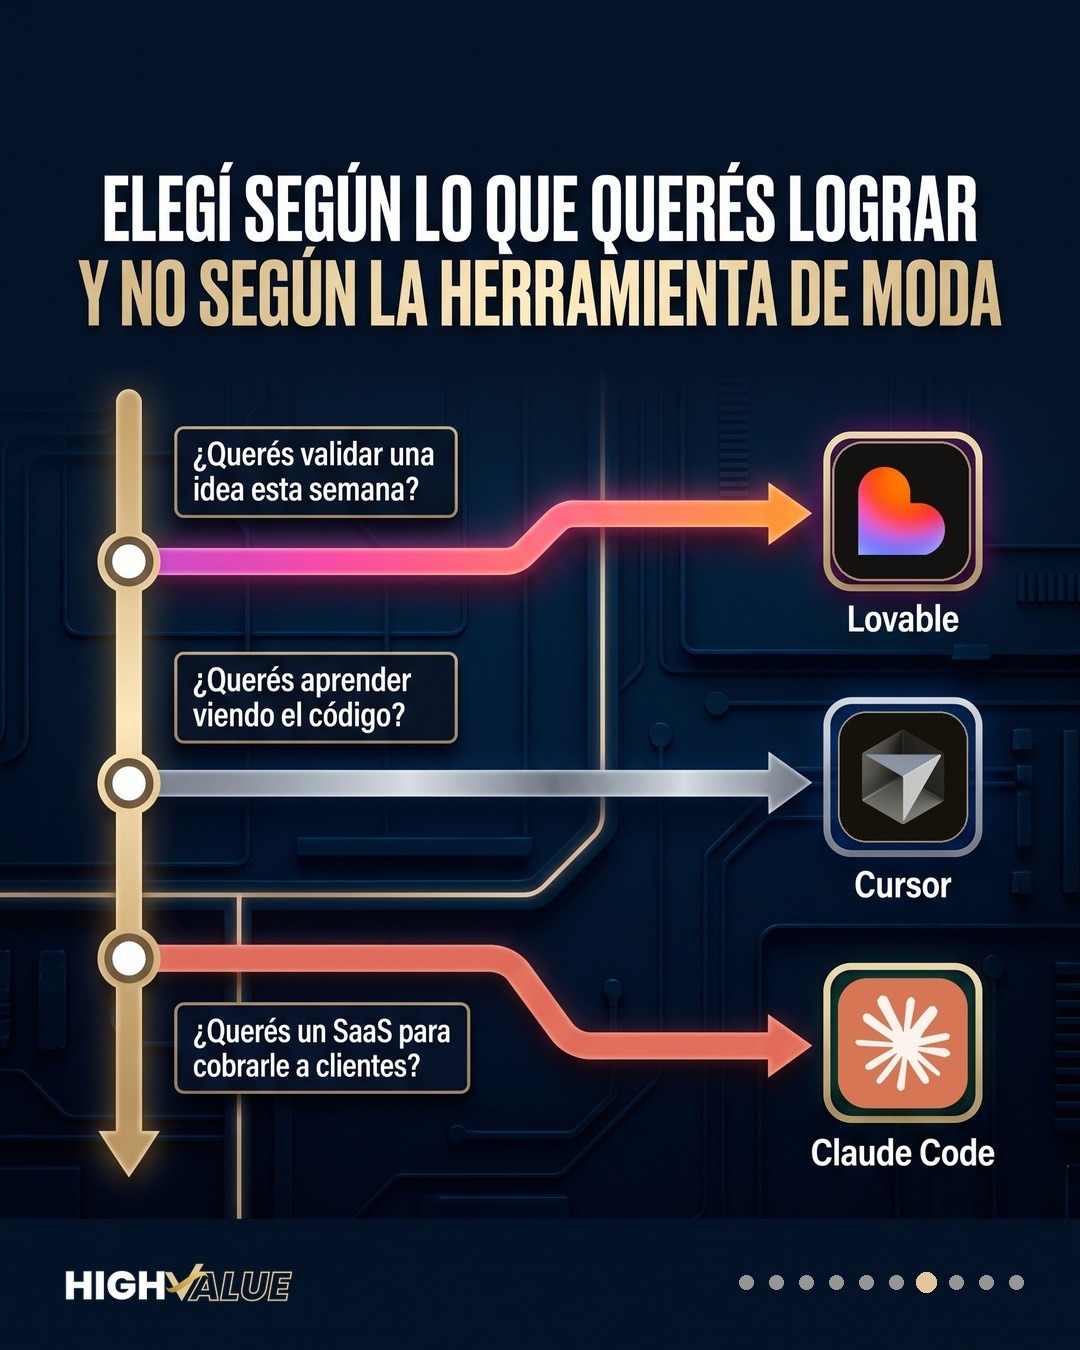 ELEGÍ SEGÚN LO QUE QUERÉS LOGRAR
Y NO SEGÚN LA HERRAMIENTA DE MODA
¿Querés validar una
idea esta semana?
Lovable
¿Querés aprender
viendo el código?
Cursor
¿Querés un SaaS para
cobrarle a clientes?
Claude Code
HIGHVALUE